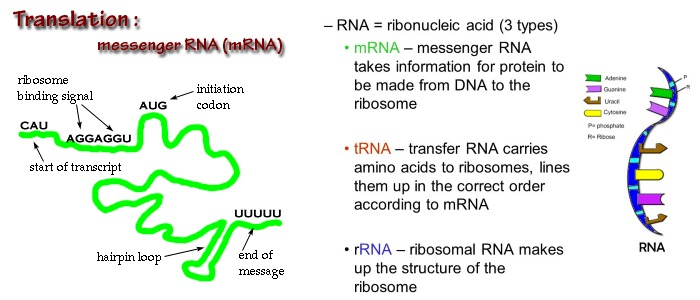 Translation :
messenger RNA (mRNA)
ribosome
binding signal
initiation
codon
AUG
CAU
AGGAGGU
start of transcript
UUUUU
hairpin loop
end of
message
– RNA = ribonucleic acid (3 types)
• mRNA – messenger RNA
takes information for protein to
be made from DNA to the
ribosome
• tRNA – transfer RNA carries
amino acids to ribosomes, lines
them up in the correct order
according to mRNA
• rRNA – ribosomal RNA makes
up the structure of the
ribosome
Adenine
Guanine
Uracil
Cytosine
P= phosphate
R= Ribose
P
R
RNA